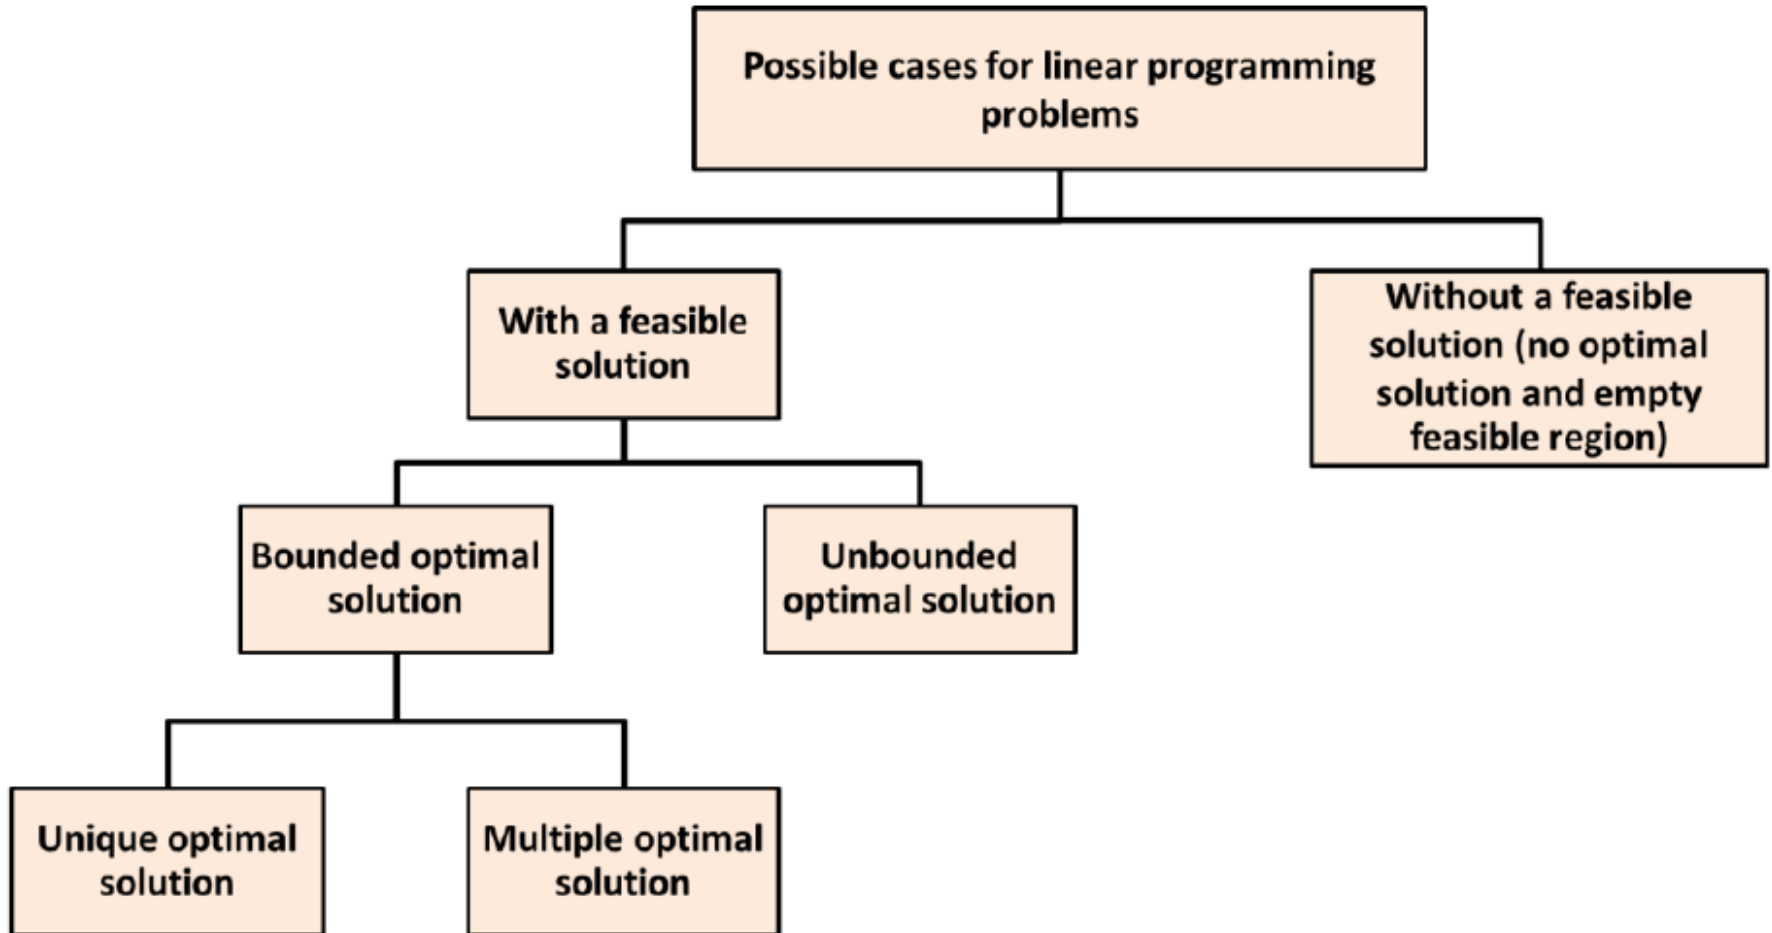 Possible cases for linear programming
problems
With a feasible
solution
Without a feasible
solution (no optimal
solution and empty
feasible region)
Bounded optimal
solution
Unbounded
optimal solution
Unique optimal
solution
Multiple optimal
solution